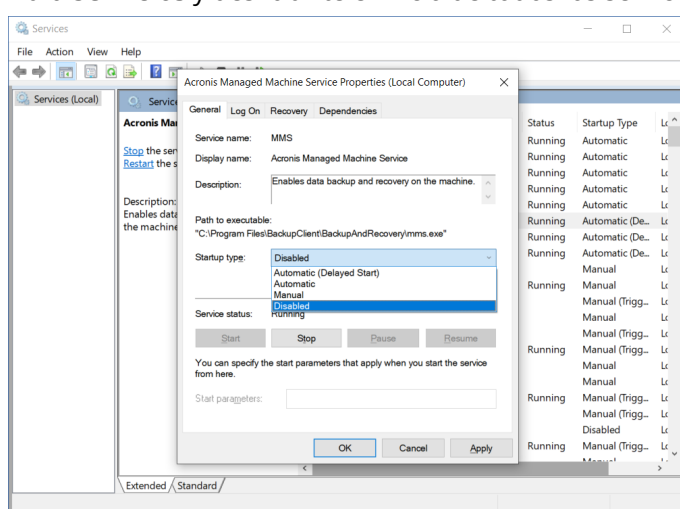 Services
File Action View Help
Services (Local)
Acronis Managed Machine Service Properties (Local Computer)
General Log On Recovery Dependencies
Service name: MMS
Display name: Acronis Managed Machine Service
Description: Enables data backup and recovery on the machine.
Path to executable:
"C:\Program Files\BackupClient\BackupAndRecovery\mms.exe"
Startup type: Disabled
Automatic (Delayed Start)
Automatic
Manual
Disabled
Service status: Running
Start Stop Pause Resume
You can specify the start parameters that apply when you start the service
from here.
Start parameters:
OK Cancel Apply
Stop the
Restart the
Description:
Enables data
the machine
Status Startup Type
Running Automatic
Running Automatic
Running Automatic
Running Automatic
Running Automatic
Running Automatic (De...
Running Automatic (De...
Running Automatic (De...
Manual
Running Manual
Manual (Trigg...
Manual
Manual (Trigg...
Running Manual (Trigg...
Manual
Manual
Running Manual (Trigg...
Manual (Trigg...
Disabled
Running Manual (Trigg...
Extended Standard